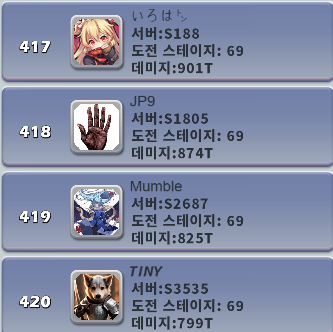 417
いろは㌧
서버:S188
도전 스테이지: 69
데미지:901T
418
JP9
서버:S1805
도전 스테이지: 69
데미지:874T
419
Mumble
서버:S2687
도전 스테이지: 69
데미지:825T
420
TINY
서버:S3535
도전 스테이지: 69
데미지:799T